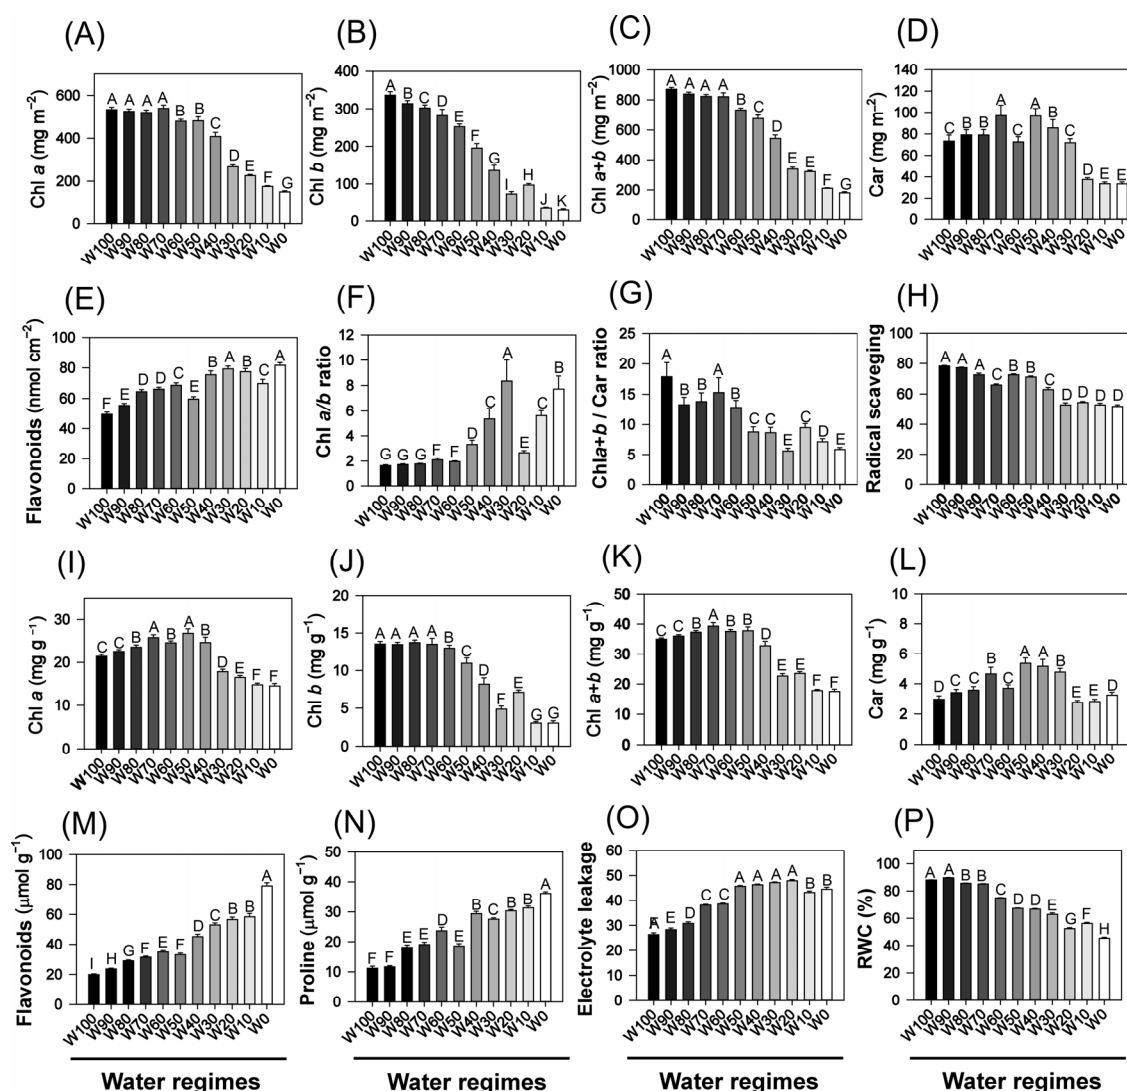 (A)
Chl a (mg m−2)
600
400
200
0
A A A A B B C D E F G
W100 W90 W80 W70 W60 W50 W40 W30 W20 W10 W0
(B)
Chl b (mg m−2)
400
300
200
100
0
A B C D E F G I H J K
W100 W90 W80 W70 W60 W50 W40 W30 W20 W10 W0
(C)
Chl a+b (mg m−2)
1000
800
600
400
200
0
A A A A B C D E E F G
W100 W90 W80 W70 W60 W50 W40 W30 W20 W10 W0
(D)
Car (mg m−2)
140
120
100
80
60
40
20
0
C B B A C A B C D E E
W100 W90 W80 W70 W60 W50 W40 W30 W20 W10 W0
(E)
Flavonoids (nmol cm−2)
100
80
60
40
20
0
F E D D C E B A B C A
W100 W90 W80 W70 W60 W50 W40 W30 W20 W10 W0
(F)
Chl a/b ratio
12
10
8
6
4
2
0
G G G F F D C A E C B
W100 W90 W80 W70 W60 W50 W40 W30 W20 W10 W0
(G)
Chla+b / Car ratio
25
20
15
10
5
0
A B B A B C C E C D E
W100 W90 W80 W70 W60 W50 W40 W30 W20 W10 W0
(H)
Radical scaveging
100
80
60
40
20
0
A A A C B B C D D D D
W100 W90 W80 W70 W60 W50 W40 W30 W20 W10 W0
(I)
Chl a (mg g−1)
30
20
10
0
C C B A B A B D E F F
W100 W90 W80 W70 W60 W50 W40 W30 W20 W10 W0
(J)
Chl b (mg g−1)
20
15
10
5
0
A A A A B C D F E G G
W100 W90 W80 W70 W60 W50 W40 W30 W20 W10 W0
(K)
Chl a+b (mg g−1)
50
40
30
20
10
0
C C B A B B D E E F F
W100 W90 W80 W70 W60 W50 W40 W30 W20 W10 W0
(L)
Car (mg g−1)
8
6
4
2
0
D C C B C A A B E E D
W100 W90 W80 W70 W60 W50 W40 W30 W20 W10 W0
(M)
Flavonoids (µmol g−1)
100
80
60
40
20
0
I H G F E F D C B B A
W100 W90 W80 W70 W60 W50 W40 W30 W20 W10 W0
Water regimes
(N)
Proline (µmol g−1)
50
40
30
20
10
0
F F E E D E B C B B A
W100 W90 W80 W70 W60 W50 W40 W30 W20 W10 W0
Water regimes
(O)
Electrolyte leakage
60
50
40
30
20
10
0
E D C C A A A A B B
W100 W90 W80 W70 W60 W50 W40 W30 W20 W10 W0
Water regimes
(P)
RWC (%)
100
80
60
40
20
0
A A B B C D D E G F H
W100 W90 W80 W70 W60 W50 W40 W30 W20 W10 W0
Water regimes